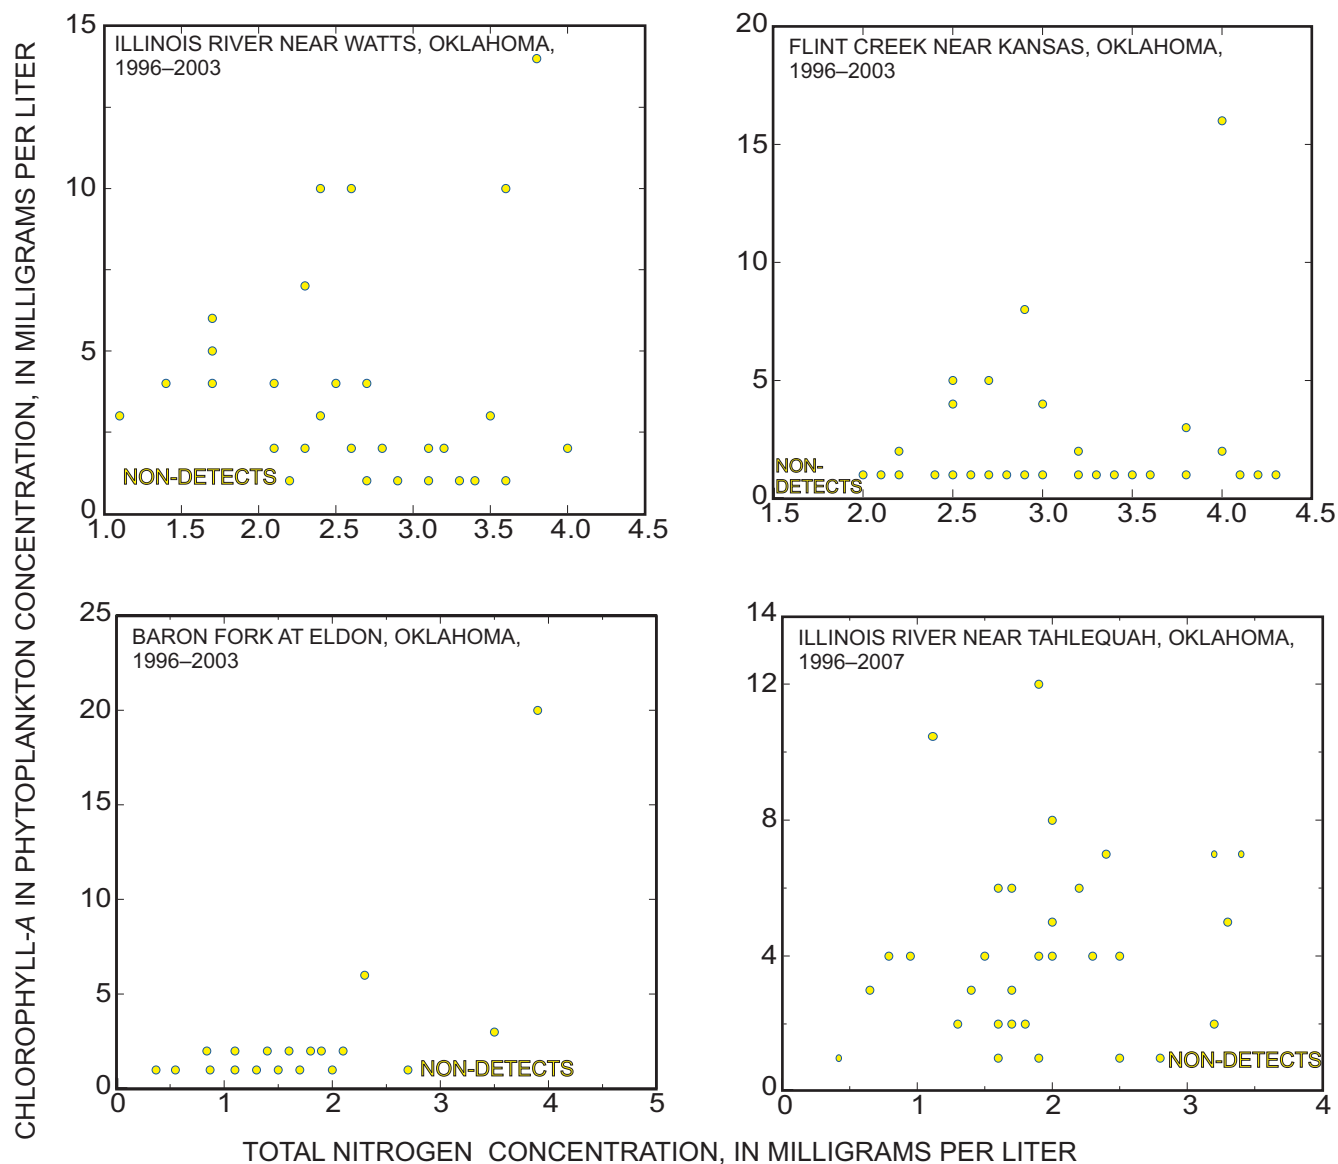 CHLOROPHYLL-A IN PHYTOPLANKTON CONCENTRATION, IN MILLIGRAMS PER LITER
ILLINOIS RIVER NEAR WATTS, OKLAHOMA,
1996–2003
15
10
5
0
NON-DETECTS
1.0 1.5 2.0 2.5 3.0 3.5 4.0 4.5
FLINT CREEK NEAR KANSAS, OKLAHOMA,
1996–2003
20
15
10
5
0
NON-
DETECTS
1.5 2.0 2.5 3.0 3.5 4.0 4.5
BARON FORK AT ELDON, OKLAHOMA,
1996–2003
25
20
15
10
5
0
NON-DETECTS
0 1 2 3 4 5
ILLINOIS RIVER NEAR TAHLEQUAH, OKLAHOMA,
1996–2007
14
12
8
4
0
NON-DETECTS
0 1 2 3 4
TOTAL NITROGEN CONCENTRATION, IN MILLIGRAMS PER LITER